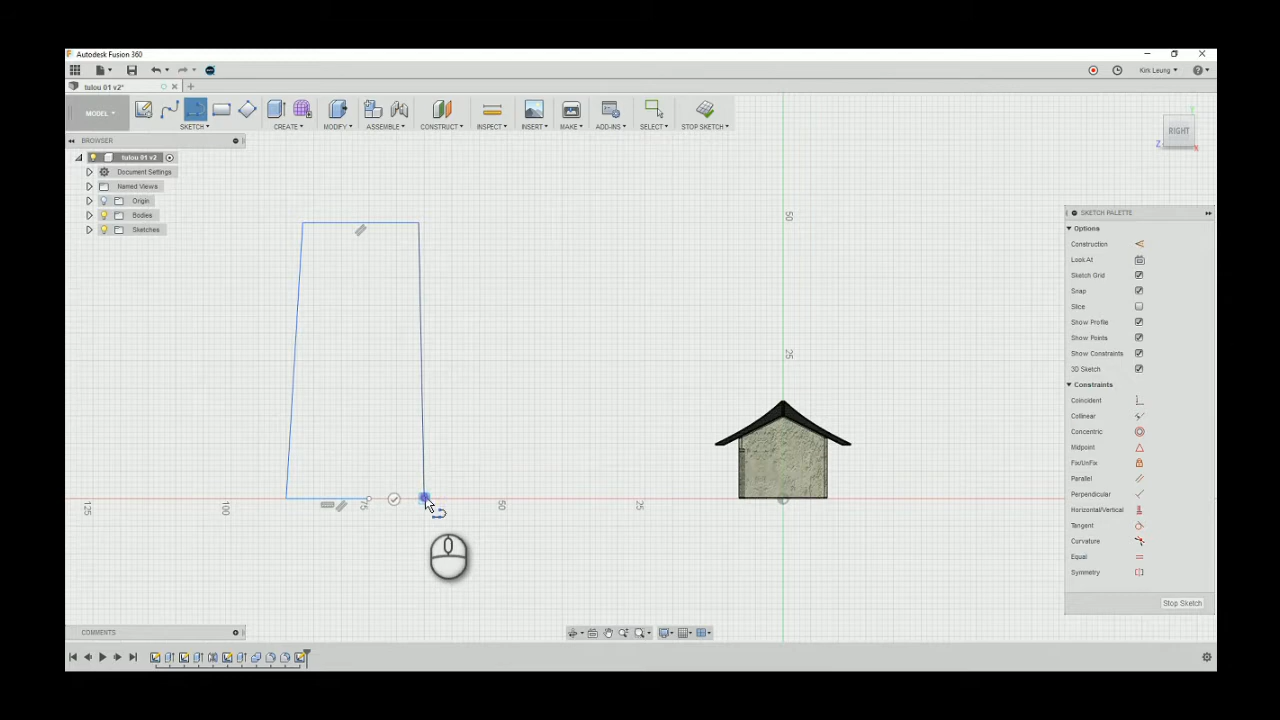 Autodesk Fusion 360
Kirk Leung
tulou 01 v2*
MODEL
SKETCH
CREATE
MODIFY
ASSEMBLE
CONSTRUCT
INSPECT
INSERT
MAKE
ADD-INS
SELECT
STOP SKETCH
BROWSER
tulou 01 v2
Document Settings
Named Views
Origin
Bodies
Sketches
RIGHT
Z
X
Y
50
25
125
100
75
50
25
SKETCH PALETTE
Options
Construction
Look At
Sketch Grid
Snap
Slice
Show Profile
Show Points
Show Constraints
3D Sketch
Constraints
Coincident
Collinear
Concentric
Midpoint
Fix/UnFix
Parallel
Perpendicular
Horizontal/Vertical
Tangent
Curvature
Equal
Symmetry
Stop Sketch
COMMENTS